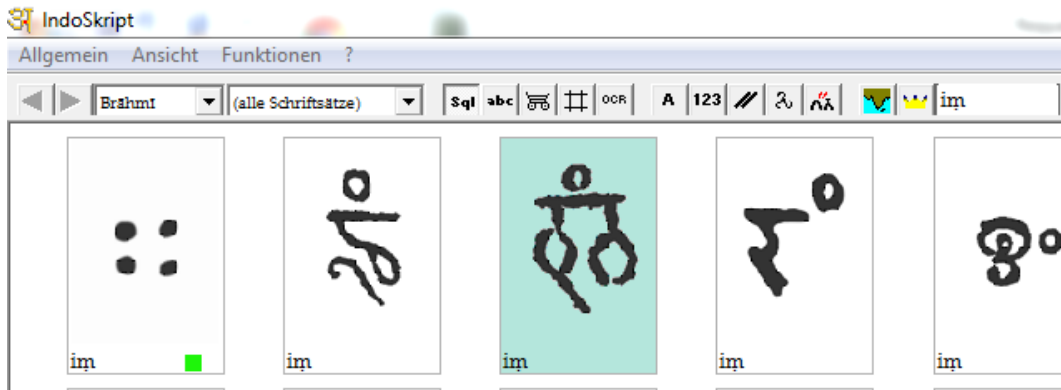 IndoSkript
Allgemein Ansicht Funktionen ?
Brāhmī (alle Schriftsätze) Sql abc OCR A 123 iṃ
iṃ iṃ iṃ iṃ iṃ